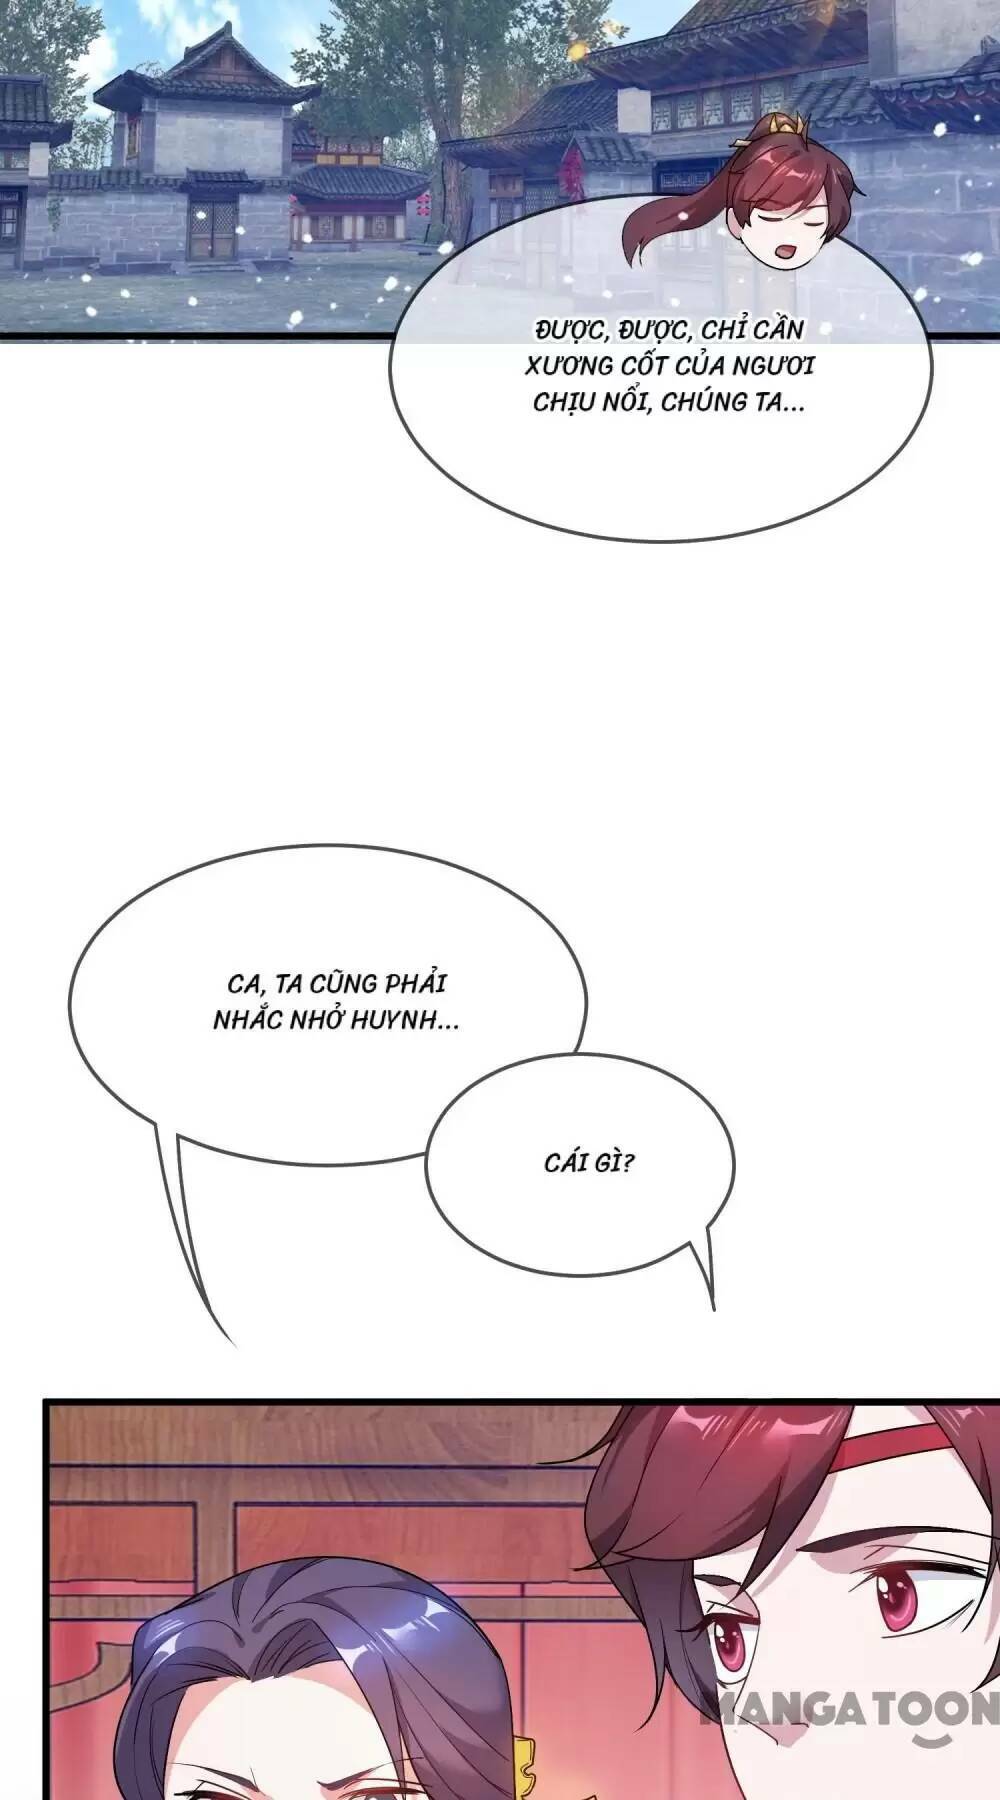 ĐƯỢC, ĐƯỢC, CHỈ CẦN
XƯƠNG CỐT CỦA NGƯƠI
CHỊU NỔI, CHÚNG TA...
CA, TA CŨNG PHẢI
NHẮC NHỞ HUYNH...
CÁI GÌ?
MANGATOON